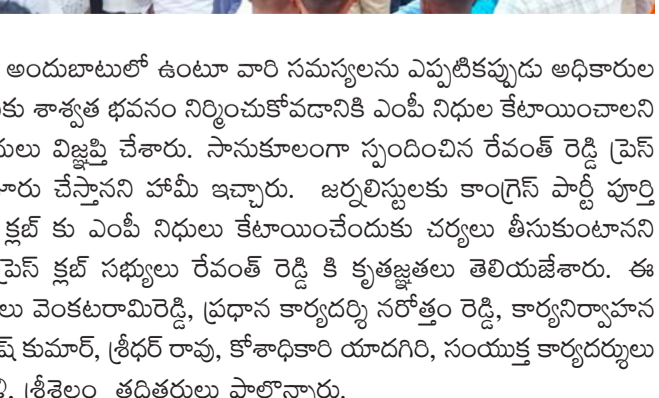 అందుబాటులో ఉంటూ వారి సమస్యలను ఎప్పటికప్పుడు అధికారుల
కు శాశ్వత భవనం నిర్మించుకోవడానికి ఎంపీ నిధుల కేటాయించాలని
విజ్ఞప్తి చేశారు. సానుకూలంగా స్పందించిన రేవంత్ రెడ్డి ప్రెస్
చేస్తానని హామీ ఇచ్చారు. జర్నలిస్టులకు కాంగ్రెస్ పార్టీ పూర్తి
క్లబ్ కు ఎంపీ నిధులు కేటాయించేందుకు చర్యలు తీసుకుంటానని
ప్రెస్ క్లబ్ సభ్యులు రేవంత్ రెడ్డి కి కృతజ్ఞతలు తెలియజేశారు. ఈ
లు వెంకటరామిరెడ్డి, ప్రధాన కార్యదర్శి నరోత్తం రెడ్డి, కార్యనిర్వాహన
ష్ కుమార్, శ్రీధర్ రావు, కోశాధికారి యాదగిరి, సంయుక్త కార్యదర్శులు
శ్రీశైలం తదితరులు పాల్గొన్నారు.